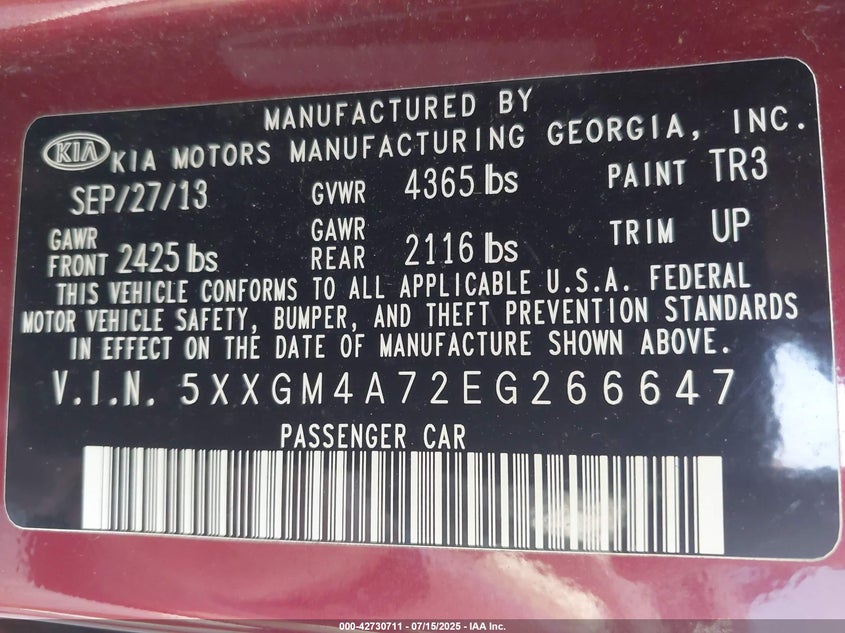 MANUFACTURED BY
KIA KIA MOTORS MANUFACTURING GEORGIA, INC.
SEP/27/13 GVWR 4365 lbs PAINT TR3
GAWR FRONT 2425 lbs GAWR REAR 2116 lbs TRIM UP
THIS VEHICLE CONFORMS TO ALL APPLICABLE U.S.A. FEDERAL
MOTOR VEHICLE SAFETY, BUMPER, AND THEFT PREVENTION STANDARDS
IN EFFECT ON THE DATE OF MANUFACTURE SHOWN ABOVE.
V.I.N. 5XXGM4A72EG266647
PASSENGER CAR
000-42730711 - 07/15/2025 - IAA Inc.